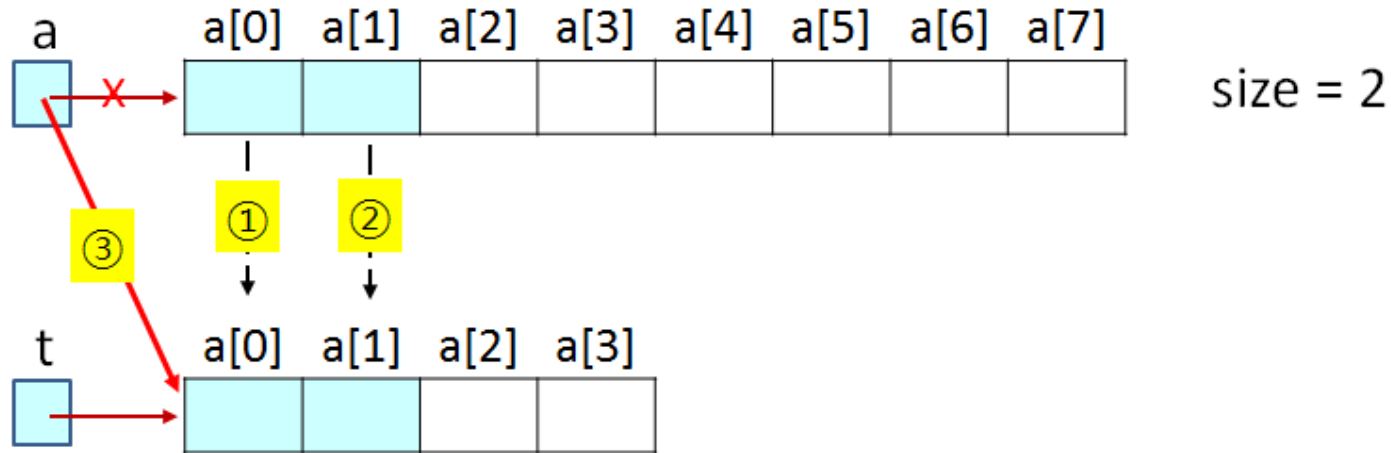 a a[0] a[1] a[2] a[3] a[4] a[5] a[6] a[7]
X size = 2
① ②
③
t a[0] a[1] a[2] a[3]